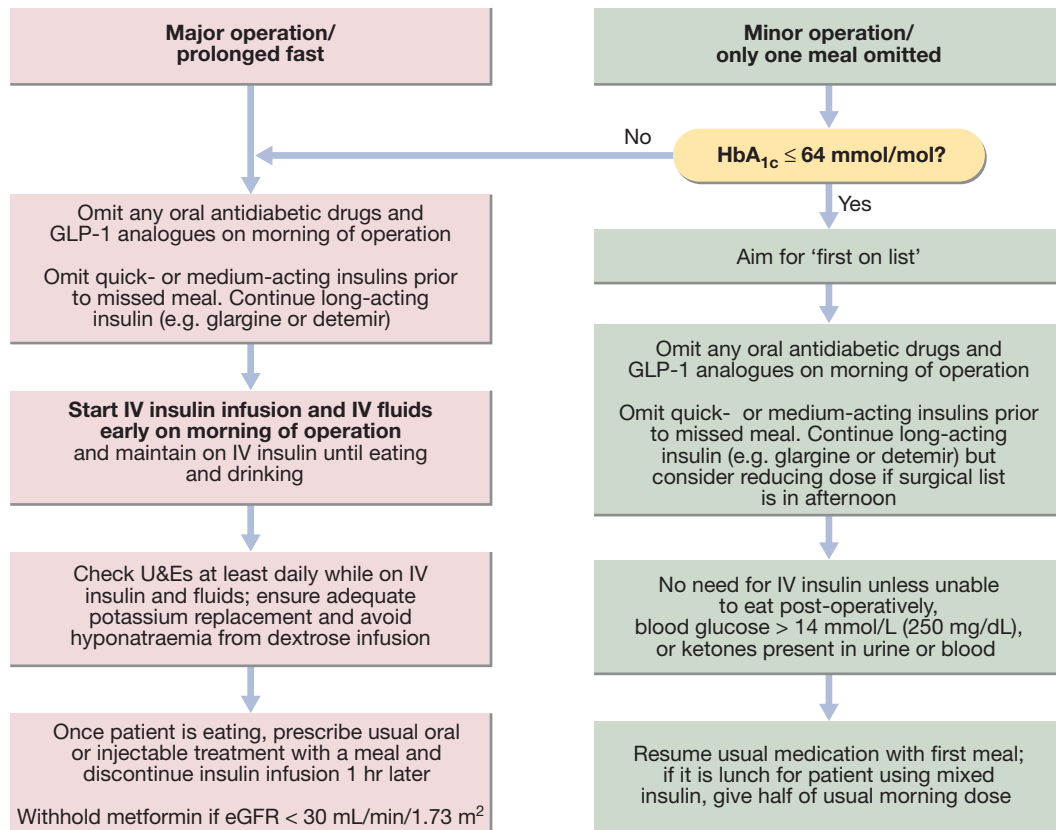 Major operation/
prolonged fast
Minor operation/
only one meal omitted
No
HbA1c ≤ 64 mmol/mol?
Yes
Omit any oral antidiabetic drugs and
GLP-1 analogues on morning of operation
Omit quick- or medium-acting insulins prior
to missed meal. Continue long-acting
insulin (e.g. glargine or detemir)
Start IV insulin infusion and IV fluids
early on morning of operation
and maintain on IV insulin until eating
and drinking
Check U&Es at least daily while on IV
insulin and fluids; ensure adequate
potassium replacement and avoid
hyponatraemia from dextrose infusion
Once patient is eating, prescribe usual oral
or injectable treatment with a meal and
discontinue insulin infusion 1 hr later
Withhold metformin if eGFR < 30 mL/min/1.73 m²
Aim for ‘first on list’
Omit any oral antidiabetic drugs and
GLP-1 analogues on morning of operation
Omit quick- or medium-acting insulins prior
to missed meal. Continue long-acting
insulin (e.g. glargine or detemir) but
consider reducing dose if surgical list
is in afternoon
No need for IV insulin unless unable
to eat post-operatively,
blood glucose > 14 mmol/L (250 mg/dL),
or ketones present in urine or blood
Resume usual medication with first meal;
if it is lunch for patient using mixed
insulin, give half of usual morning dose